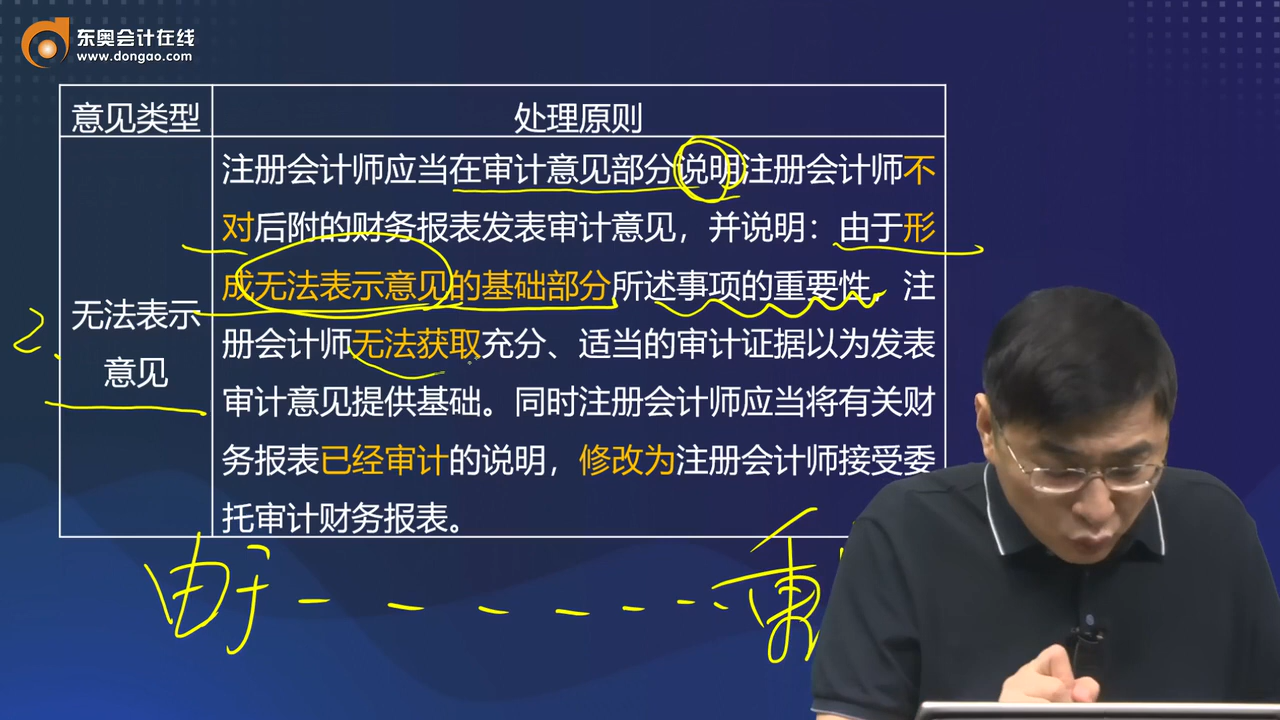 东奥会计在线
www.dongao.com
意见类型
处理原则
无法表示
意见
注册会计师应当在审计意见部分说明注册会计师不
对后附的财务报表发表审计意见，并说明：由于形
成无法表示意见的基础部分所述事项的重要性，注
册会计师无法获取充分、适当的审计证据以为发表
审计意见提供基础。同时注册会计师应当将有关财
务报表已经审计的说明，修改为注册会计师接受委
托审计财务报表。
2.
由于------重